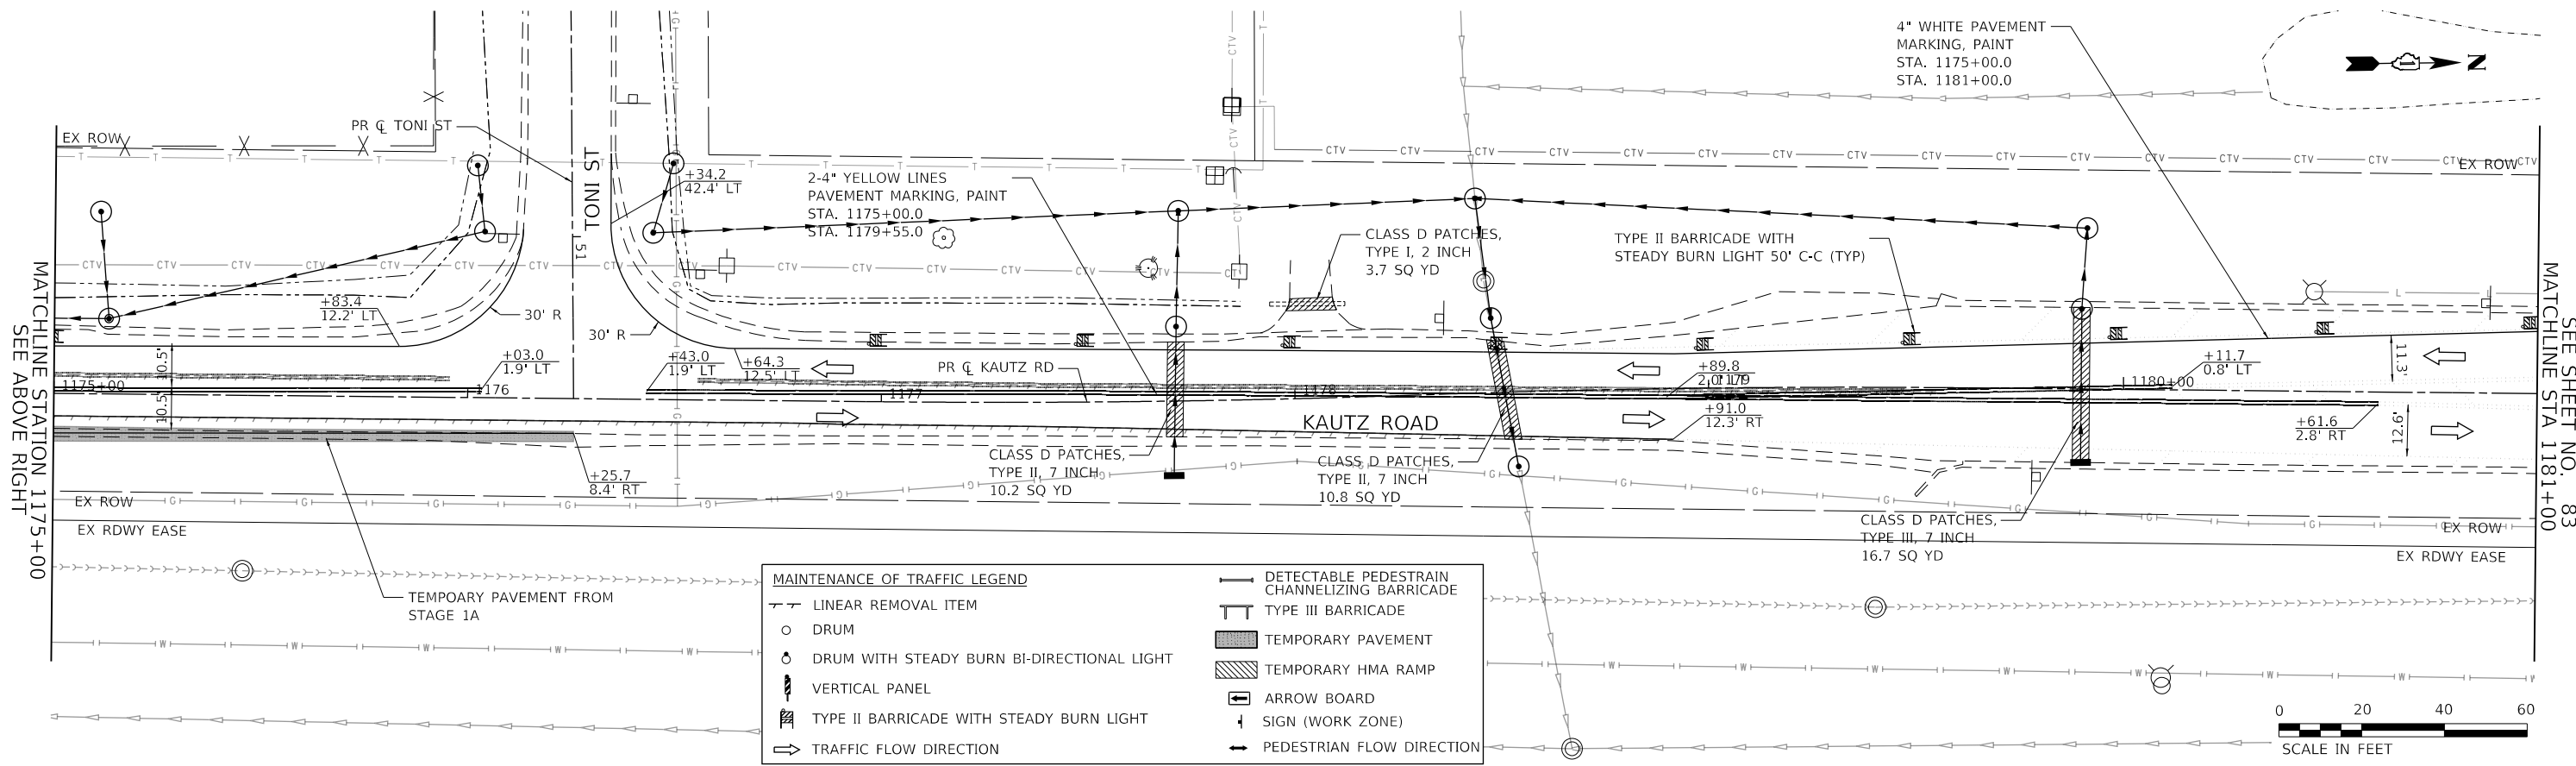 4" WHITE PAVEMENT
MARKING, PAINT
STA. 1175+00.0
STA. 1181+00.0
N
EX ROW
PR ℄ TONI ST
TONI ST
51
+34.2
42.4' LT
2-4" YELLOW LINES
PAVEMENT MARKING, PAINT
STA. 1175+00.0
STA. 1179+55.0
CLASS D PATCHES,
TYPE I, 2 INCH
3.7 SQ YD
TYPE II BARRICADE WITH
STEADY BURN LIGHT 50' C-C (TYP)
EX ROW
MATCHLINE STATION 1175+00
SEE ABOVE RIGHT
+83.4
12.2' LT
30' R
30' R
10.5'
10.5'
1175+00
+03.0
1.9' LT
1176
+43.0
1.9' LT
+64.3
12.5' LT
PR ℄ KAUTZ RD
1177
1178
+89.8
2.0' LT
1179
+91.0
12.3' RT
KAUTZ ROAD
1180+00
+11.7
0.8' LT
11.3'
+61.6
2.8' RT
12.6'
SEE SHEET NO. 83
MATCHLINE STA 1181+00
+25.7
8.4' RT
CLASS D PATCHES,
TYPE II, 7 INCH
10.2 SQ YD
CLASS D PATCHES,
TYPE II, 7 INCH
10.8 SQ YD
CLASS D PATCHES,
TYPE III, 7 INCH
16.7 SQ YD
EX ROW
EX RDWY EASE
EX ROW
EX RDWY EASE
TEMPOARY PAVEMENT FROM
STAGE 1A
MAINTENANCE OF TRAFFIC LEGEND
LINEAR REMOVAL ITEM
DRUM
DRUM WITH STEADY BURN BI-DIRECTIONAL LIGHT
VERTICAL PANEL
TYPE II BARRICADE WITH STEADY BURN LIGHT
TRAFFIC FLOW DIRECTION
DETECTABLE PEDESTRAIN
CHANNELIZING BARRICADE
TYPE III BARRICADE
TEMPORARY PAVEMENT
TEMPORARY HMA RAMP
ARROW BOARD
SIGN (WORK ZONE)
PEDESTRIAN FLOW DIRECTION
0 20 40 60
SCALE IN FEET